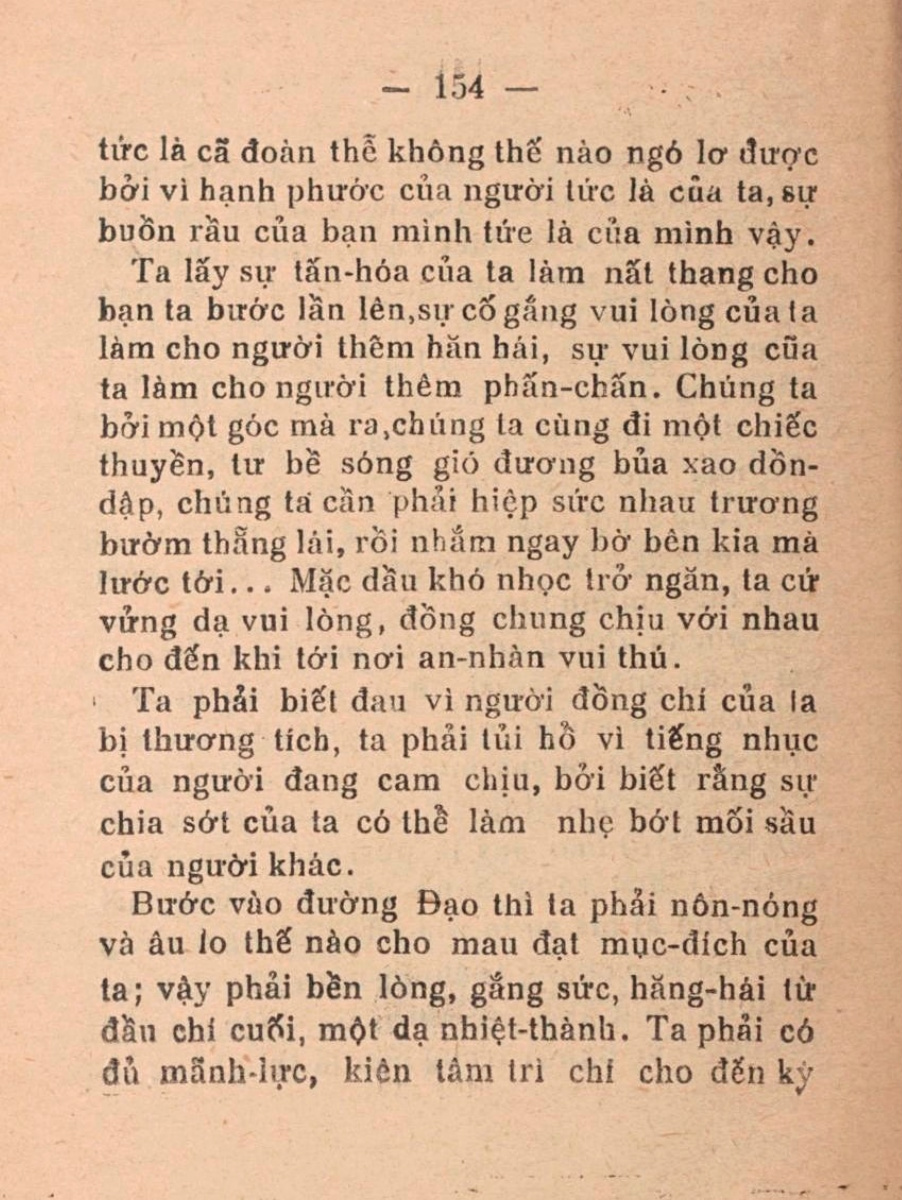 — 154 —
tức là cã đoàn thễ không thế nào ngó lơ được
bởi vì hạnh phước của người tức là của ta, sự
buồn rầu của bạn mình tức là của mình vậy.
Ta lấy sự tấn-hóa của ta làm nất thang cho
bạn ta bước lần lên,sự cố gắng vui lòng của ta
làm cho người thêm hăn hái, sự vui lòng cũa
ta làm cho người thêm phấn-chấn. Chúng ta
bởi một góc mà ra,chúng ta cùng đi một chiếc
thuyền, tư bề sóng gió đương bủa xao dồn-
dập, chúng ta cần phải hiệp sức nhau trương
bườm thẵng lái, rồi nhắm ngay bờ bên kia mà
lước tới... Mặc dầu khó nhọc trở ngăn, ta cứ
vững dạ vui lòng, đồng chung chịu với nhau
cho đến khi tới nơi an-nhàn vui thú.
Ta phải biết đau vì người đồng chí của ta
bị thương tích, ta phải tủi hồ vì tiếng nhục
của người đang cam chịu, bởi biết rằng sự
chia sớt của ta có thể làm nhẹ bớt mối sầu
của người khác.
Bước vào đường Đạo thì ta phải nôn-nóng
và âu lo thế nào cho mau đạt mục-đích của
ta; vậy phải bền lòng, gắng sức, hăng-hái từ
đầu chí cuối, một dạ nhiệt-thành. Ta phải có
đủ mãnh-lực, kiên tâm trì chí cho đến kỳ